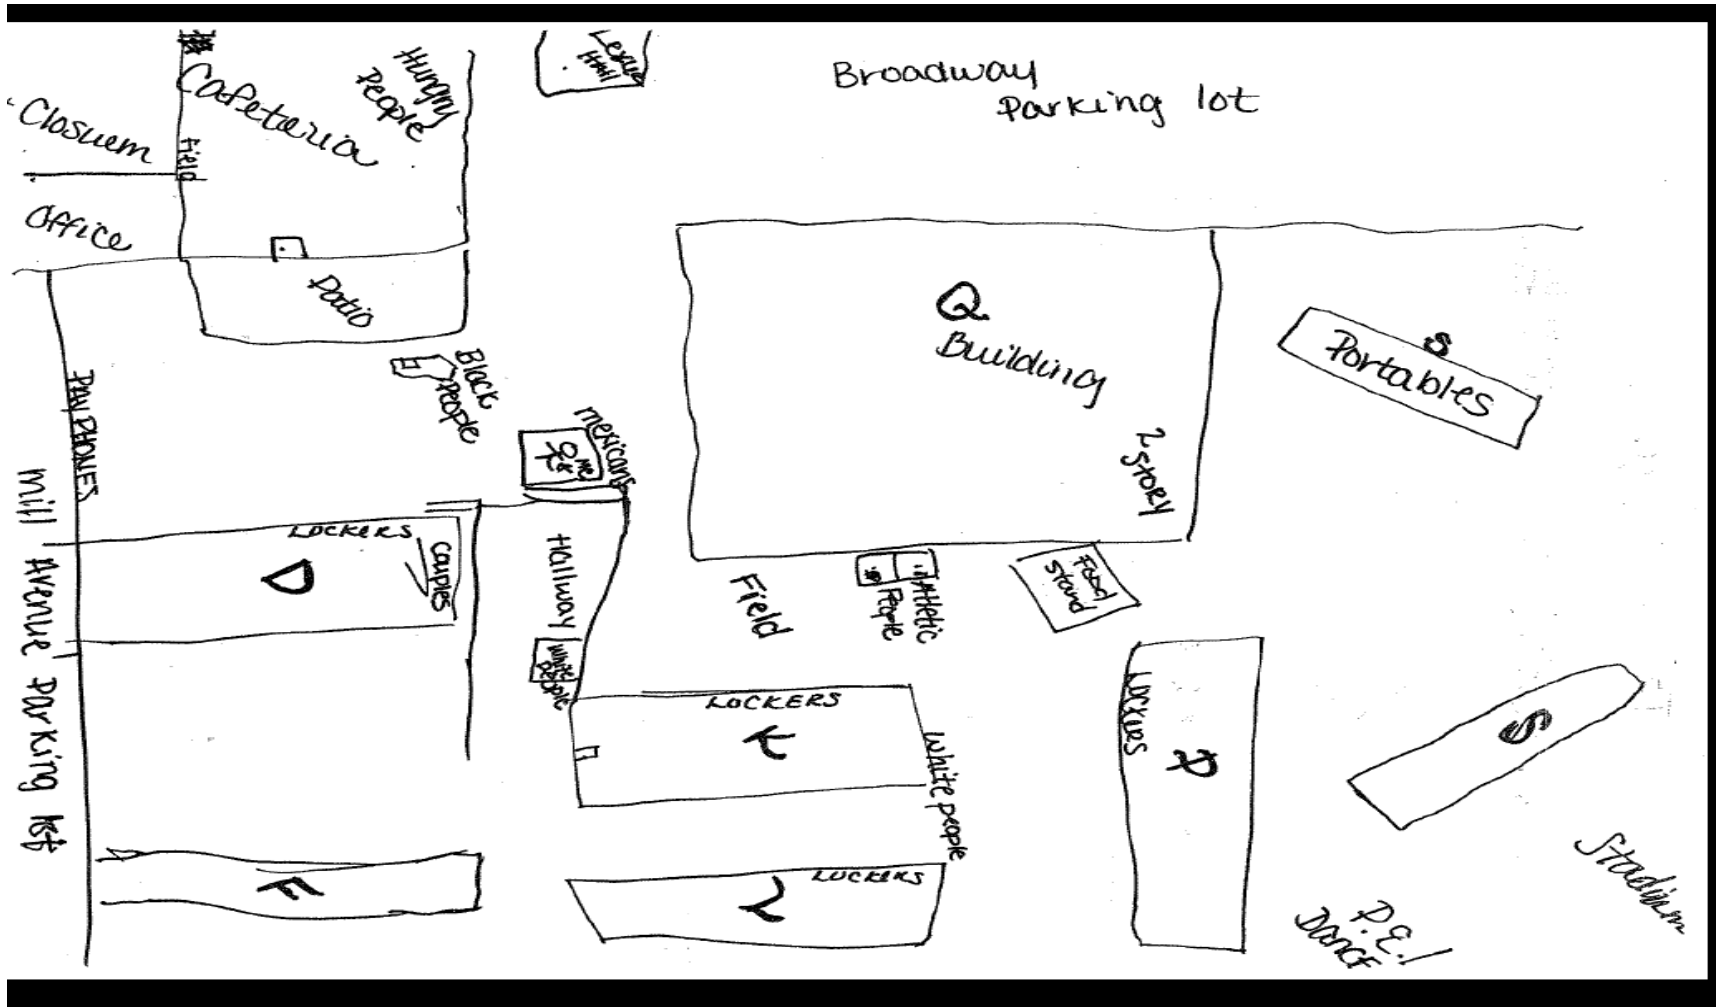 Broadway
Parking lot
Hungry
People
Cafeteria
Field
Closuem
Office
Patio
Hall
Black
People
PAY PHONES
mexicans
Mill Avenue Parking lot
Q
Building
2 STORY
S
Portables
LOCKERS
D
Couples
Hallway
White
people
Field
Athletic
People
Food
stand
LOCKERS
K
White people
LOCKERS
P
S
Stadium
P.E./
DANCE
F
LOCKERS
L